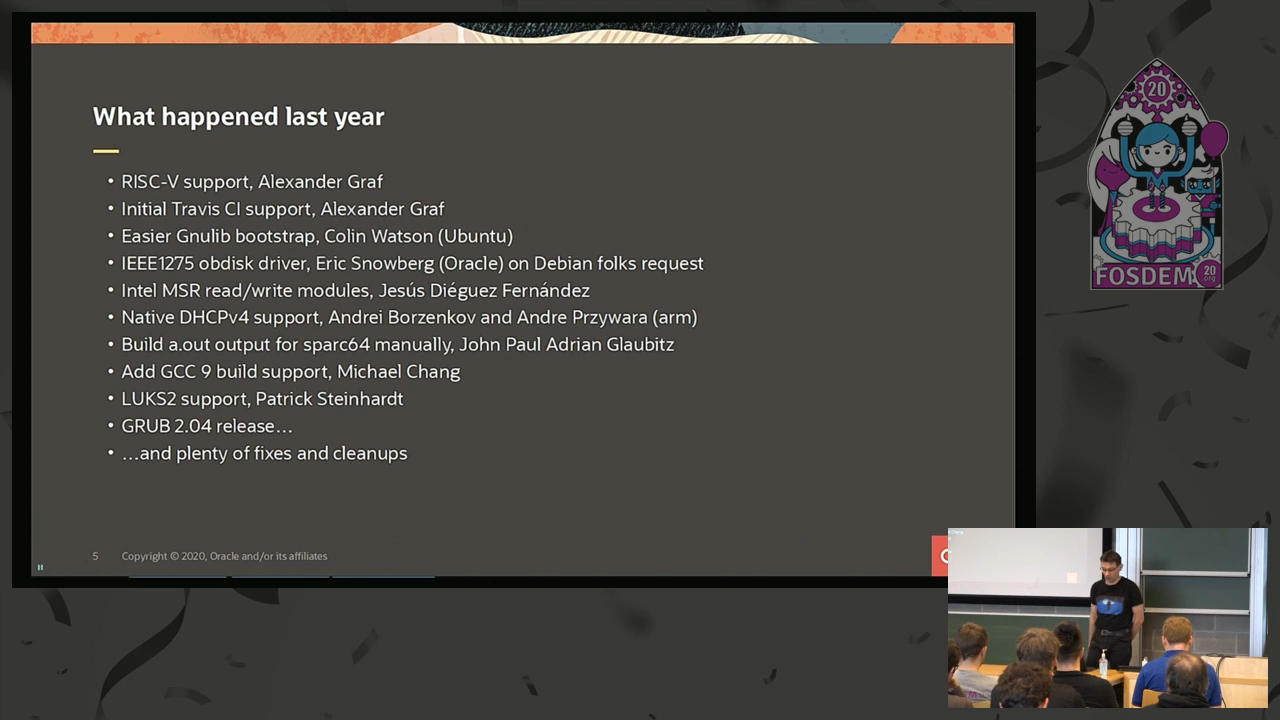 What happened last year
• RISC-V support, Alexander Graf
• Initial Travis CI support, Alexander Graf
• Easier Gnulib bootstrap, Colin Watson (Ubuntu)
• IEEE1275 obdisk driver, Eric Snowberg (Oracle) on Debian folks request
• Intel MSR read/write modules, Jesús Diéguez Fernández
• Native DHCPv4 support, Andrei Borzenkov and Andre Przywara (arm)
• Build a.out output for sparc64 manually, John Paul Adrian Glaubitz
• Add GCC 9 build support, Michael Chang
• LUKS2 support, Patrick Steinhardt
• GRUB 2.04 release...
• ...and plenty of fixes and cleanups
5 Copyright © 2020, Oracle and/or its affiliates
20
FOSDEM
20
.org